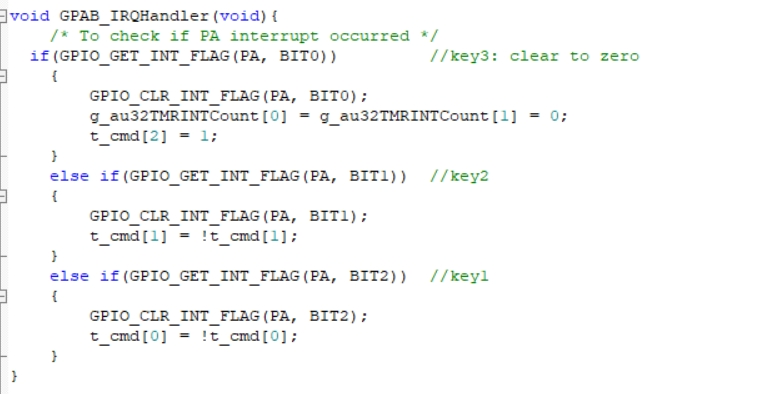 void GPAB_IRQHandler(void){
/* To check if PA interrupt occurred */
if(GPIO_GET_INT_FLAG(PA, BIT0)) //key3: clear to zero
{
GPIO_CLR_INT_FLAG(PA, BIT0);
g_au32TMRINTCount[0] = g_au32TMRINTCount[1] = 0;
t_cmd[2] = 1;
}
else if(GPIO_GET_INT_FLAG(PA, BIT1)) //key2
{
GPIO_CLR_INT_FLAG(PA, BIT1);
t_cmd[1] = !t_cmd[1];
}
else if(GPIO_GET_INT_FLAG(PA, BIT2)) //key1
{
GPIO_CLR_INT_FLAG(PA, BIT2);
t_cmd[0] = !t_cmd[0];
}
}